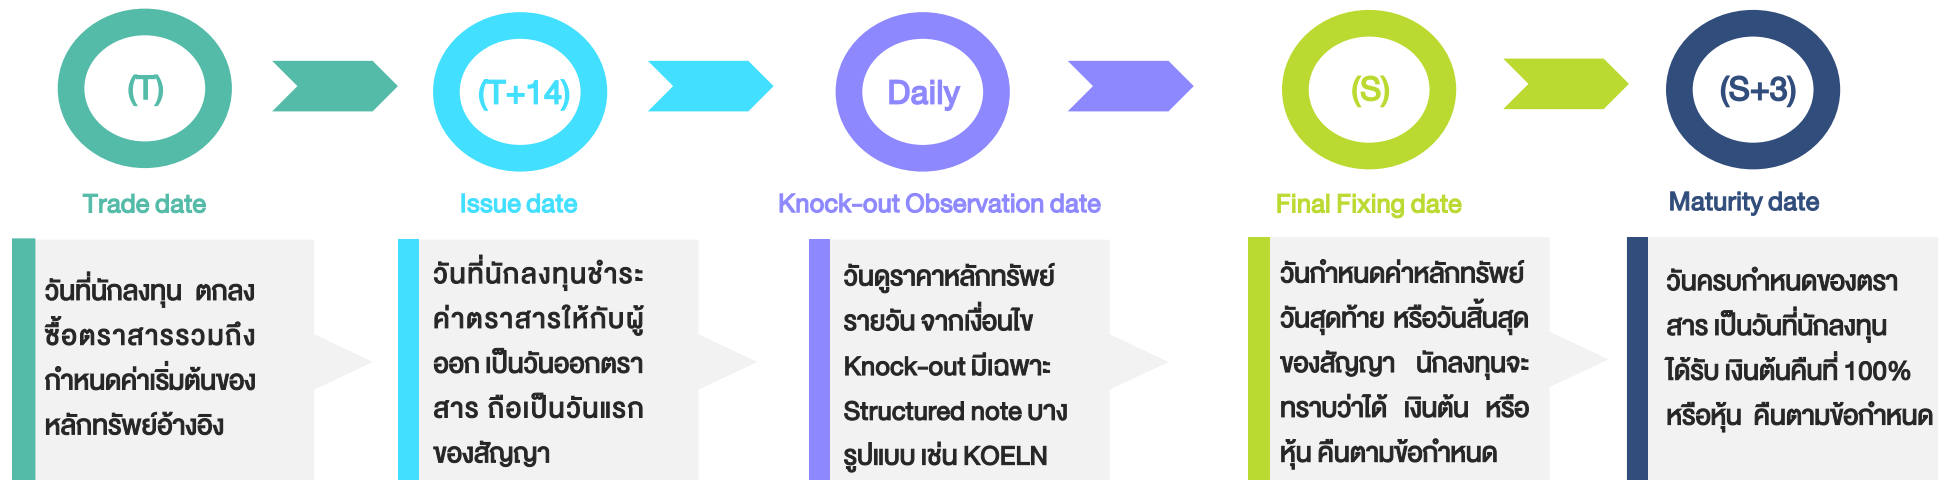 (T)
(T+14)
Daily
(S)
(S+3)
Trade date
Issue date
Knock-out Observation date
Final Fixing date
Maturity date
วันที่นักลงทุน ตกลง
ซื้อตราสารรวมถึง
กำหนดค่าเริ่มต้นของ
หลักทรัพย์อ้างอิง
วันที่นักลงทุนชำระ
ค่าตราสารให้กับผู้
ออก เป็นวันออกตรา
สาร ถือเป็นวันแรก
ของสัญญา
วันดูราคาหลักทรัพย์
รายวัน จากเงื่อนไข
Knock-out มีเฉพาะ
Structured note บาง
รูปแบบ เช่น KOELN
วันกำหนดค่าหลักทรัพย์
วันสุดท้าย หรือวันสิ้นสุด
ของสัญญา นักลงทุนจะ
ทราบว่าได้ เงินต้น หรือ
หุ้น คืนตามข้อกำหนด
วันครบกำหนดของตรา
สาร เป็นวันที่นักลงทุน
ได้รับ เงินต้นคืนที่ 100%
หรือหุ้น คืนตามข้อกำหนด